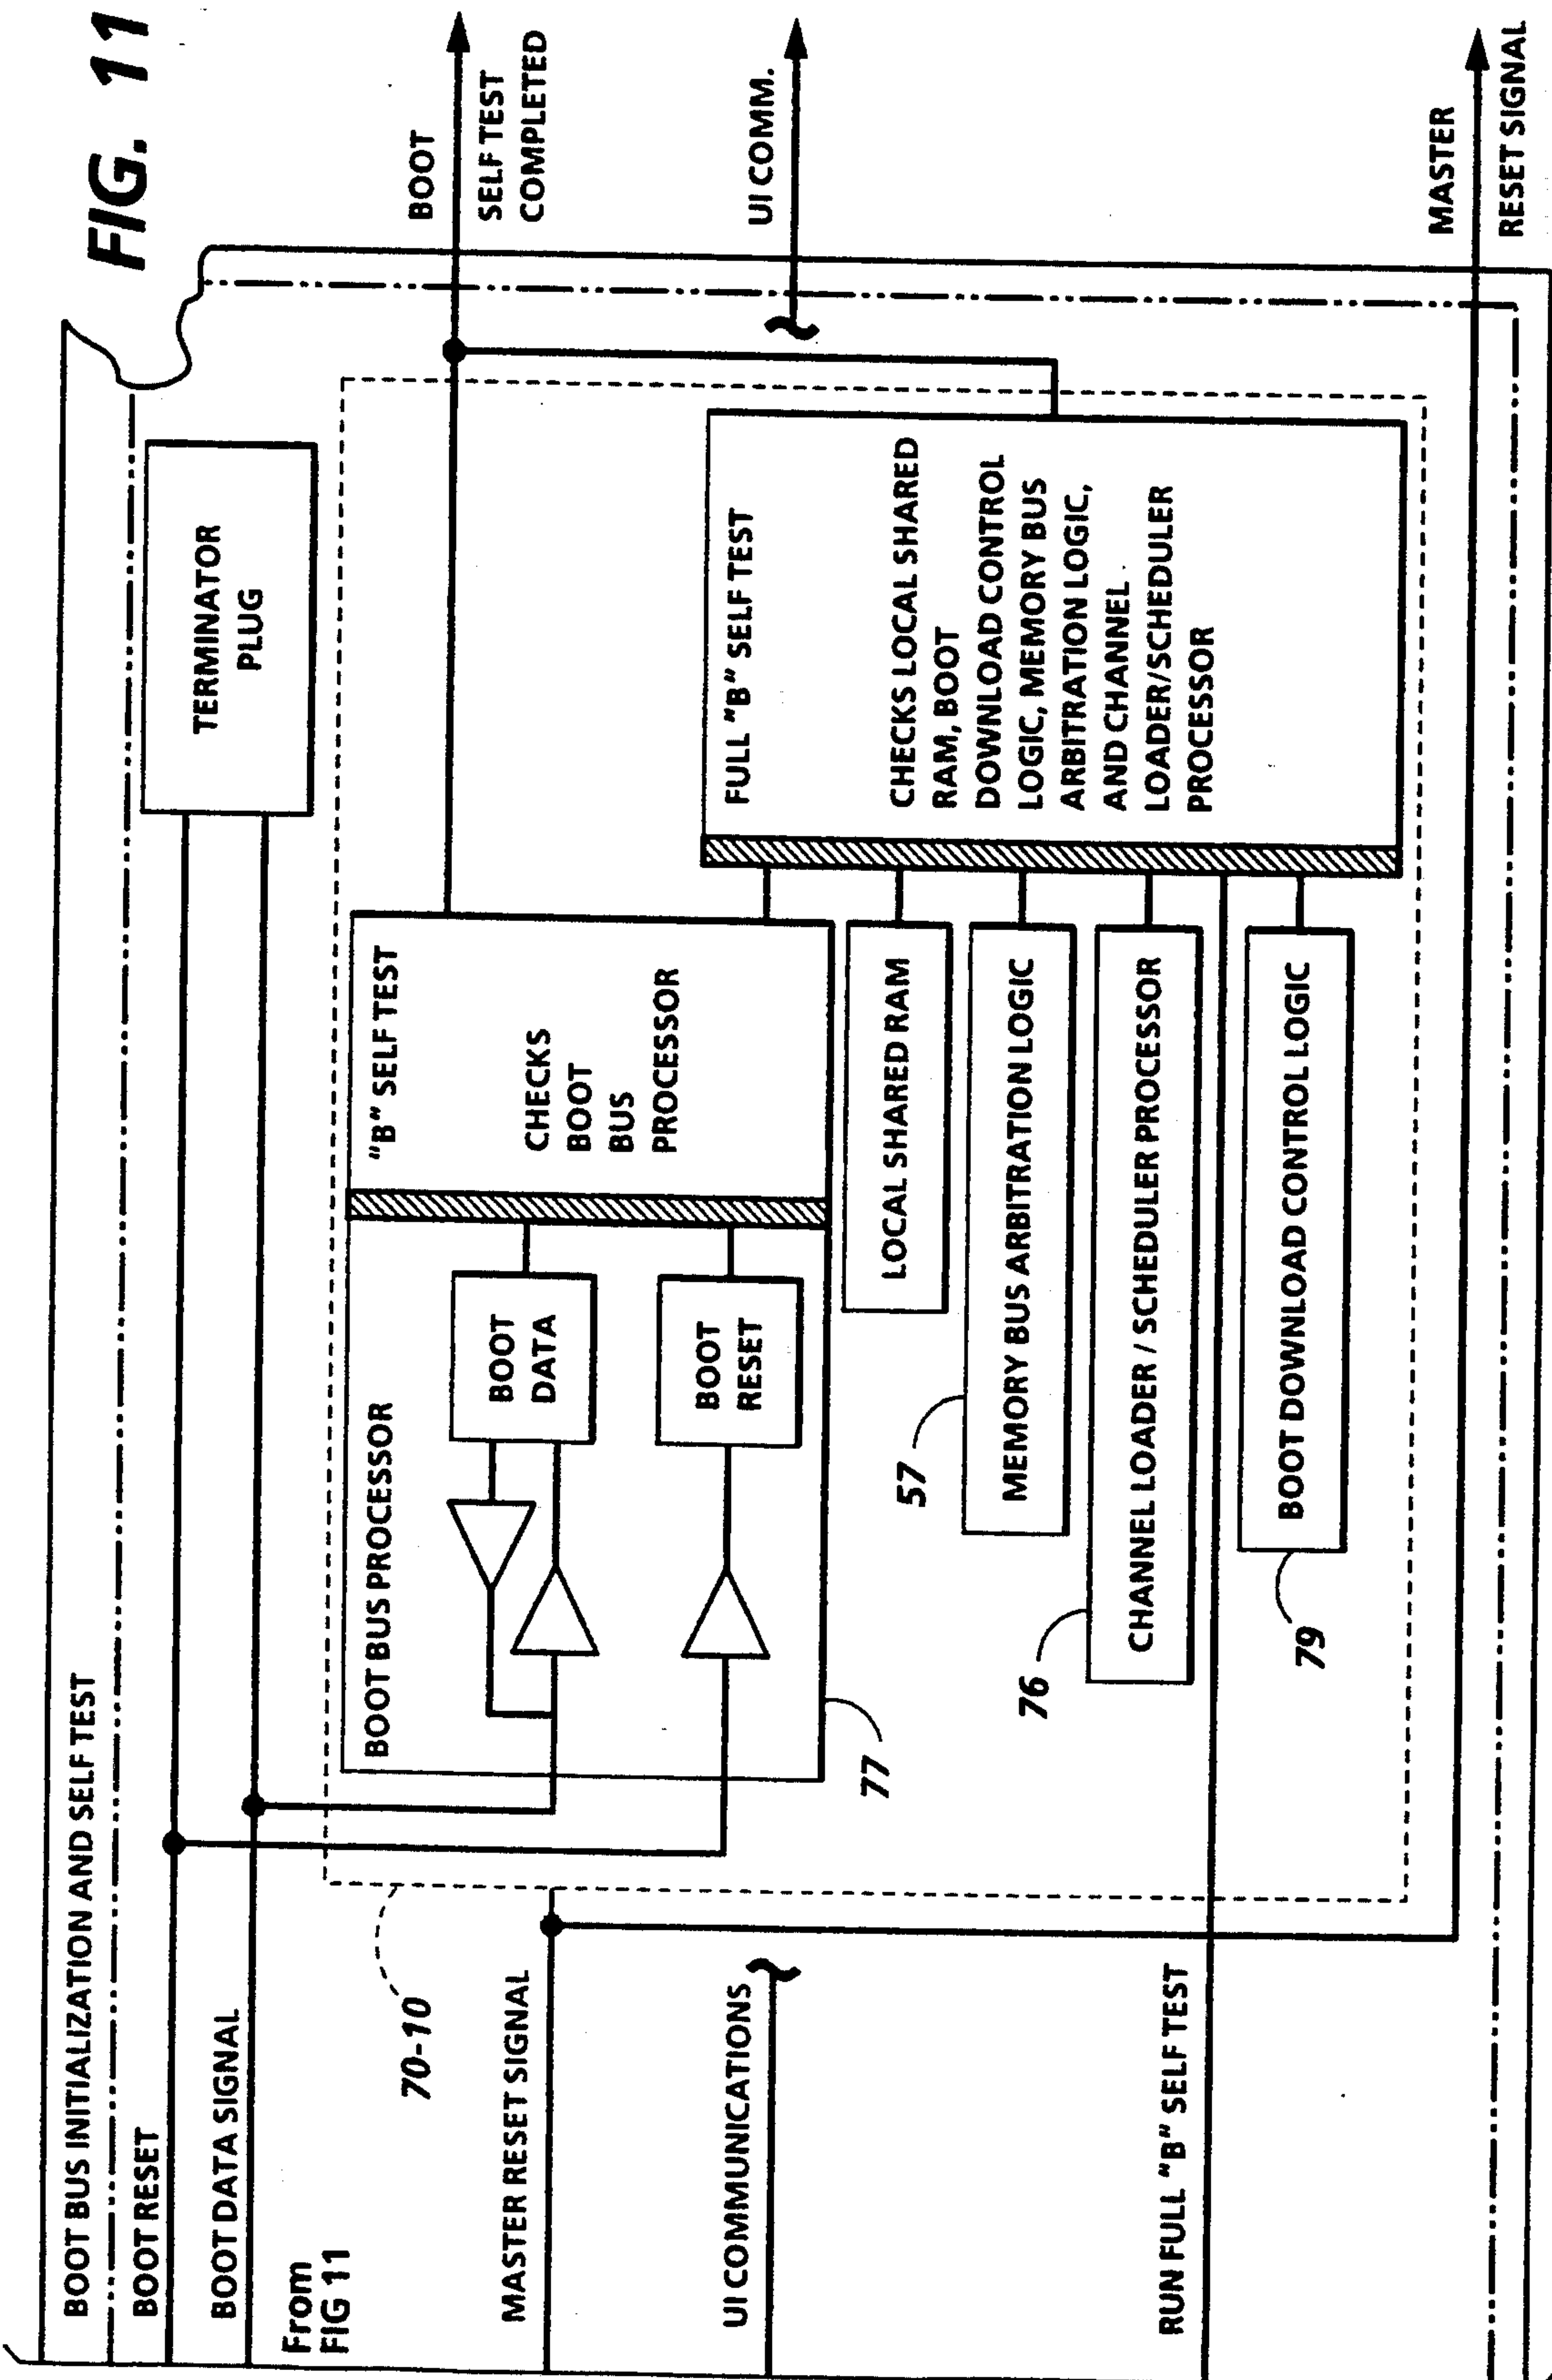 FIG. 11
BOOT BUS INITIALIZATION AND SELF TEST
BOOT RESET
BOOT DATA SIGNAL
From
FIG 11
MASTER RESET SIGNAL
UI COMMUNICATIONS
RUN FULL "B" SELF TEST
70-10
TERMINATOR
PLUG
BOOT BUS PROCESSOR
BOOT
DATA
BOOT
RESET
77
"B" SELF TEST
CHECKS
BOOT
BUS
PROCESSOR
LOCAL SHARED RAM
57
MEMORY BUS ARBITRATION LOGIC
76
CHANNEL LOADER / SCHEDULER PROCESSOR
79
BOOT DOWNLOAD CONTROL LOGIC
FULL "B" SELF TEST
CHECKS LOCAL SHARED
RAM, BOOT
DOWNLOAD CONTROL
LOGIC, MEMORY BUS
ARBITRATION LOGIC,
AND CHANNEL
LOADER/SCHEDULER
PROCESSOR
BOOT
SELF TEST
COMPLETED
UI COMM.
MASTER
RESET SIGNAL